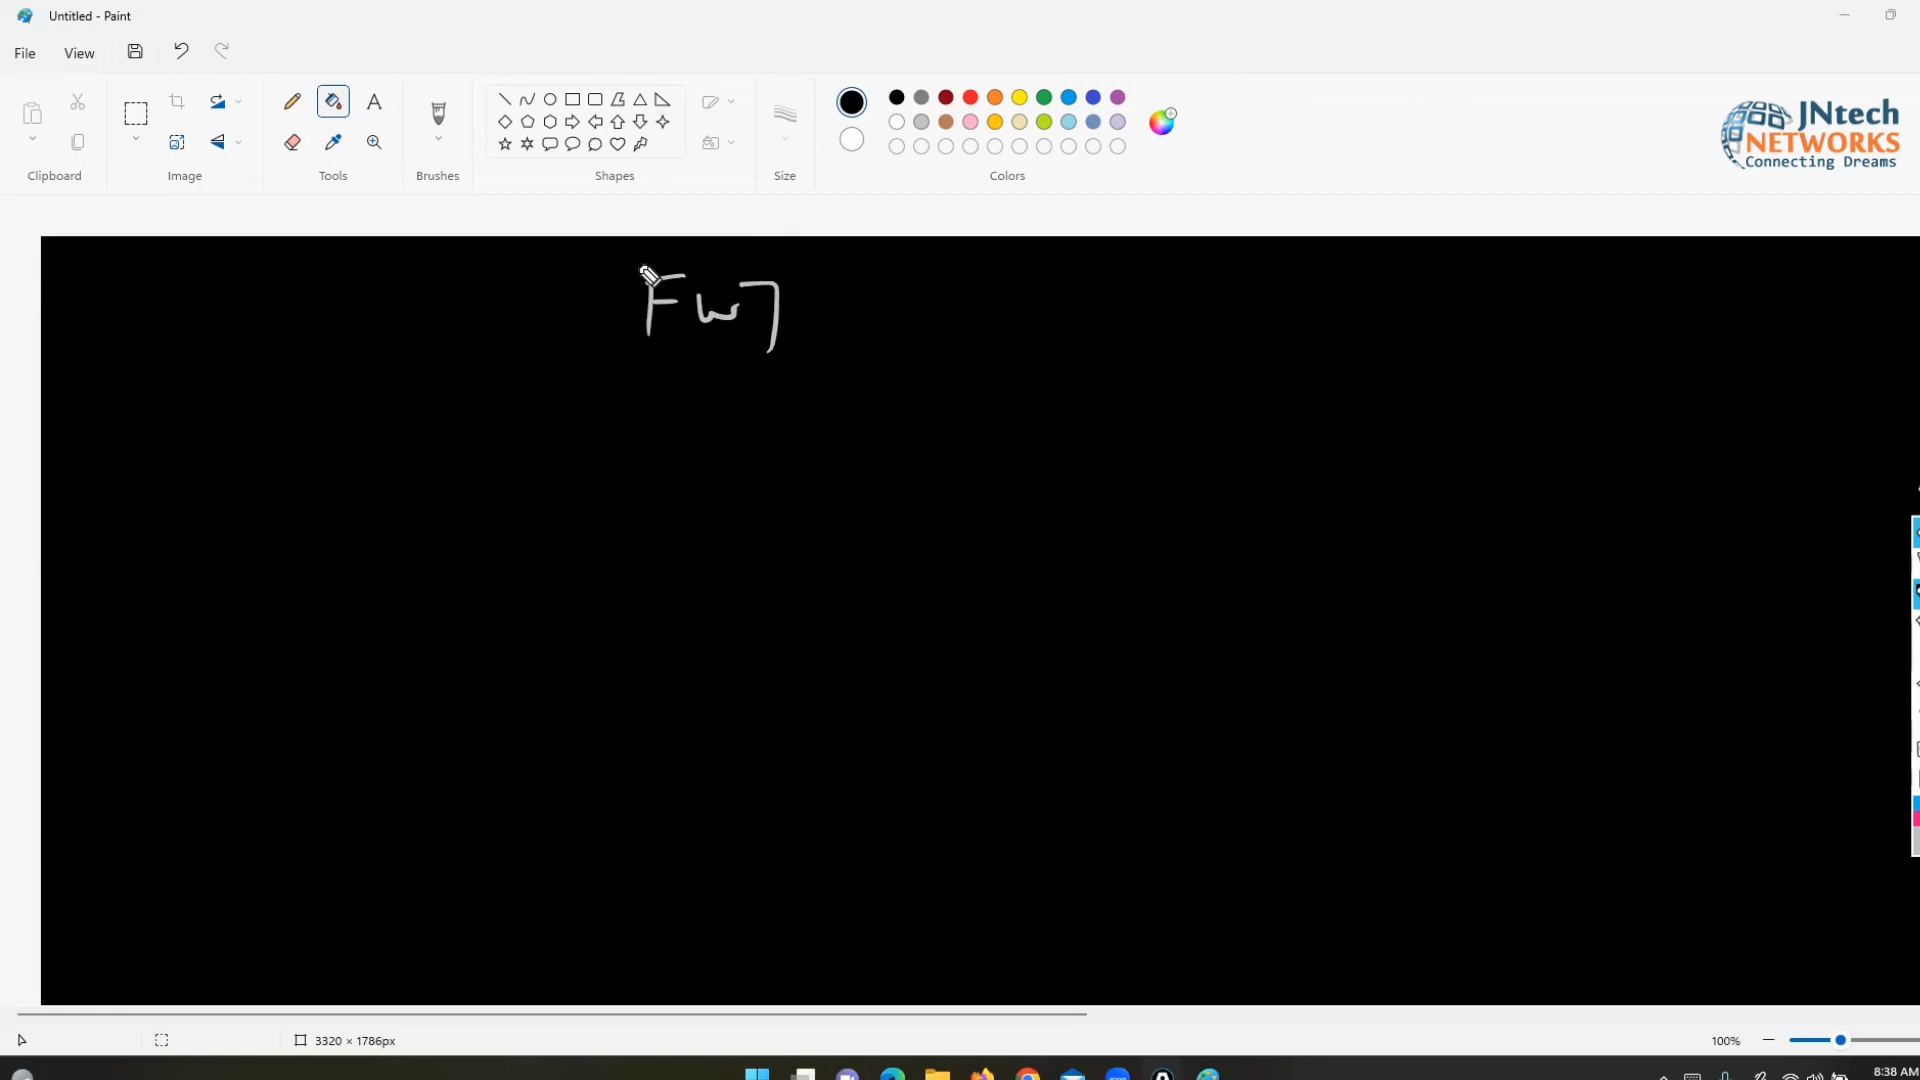 Untitled - Paint
File View
Clipboard
Image
Tools
Brushes
Shapes
Size
Colors
JNtech
NETWORKS
Connecting Dreams
Fw7
3320 × 1786px
100%
8:38 AM